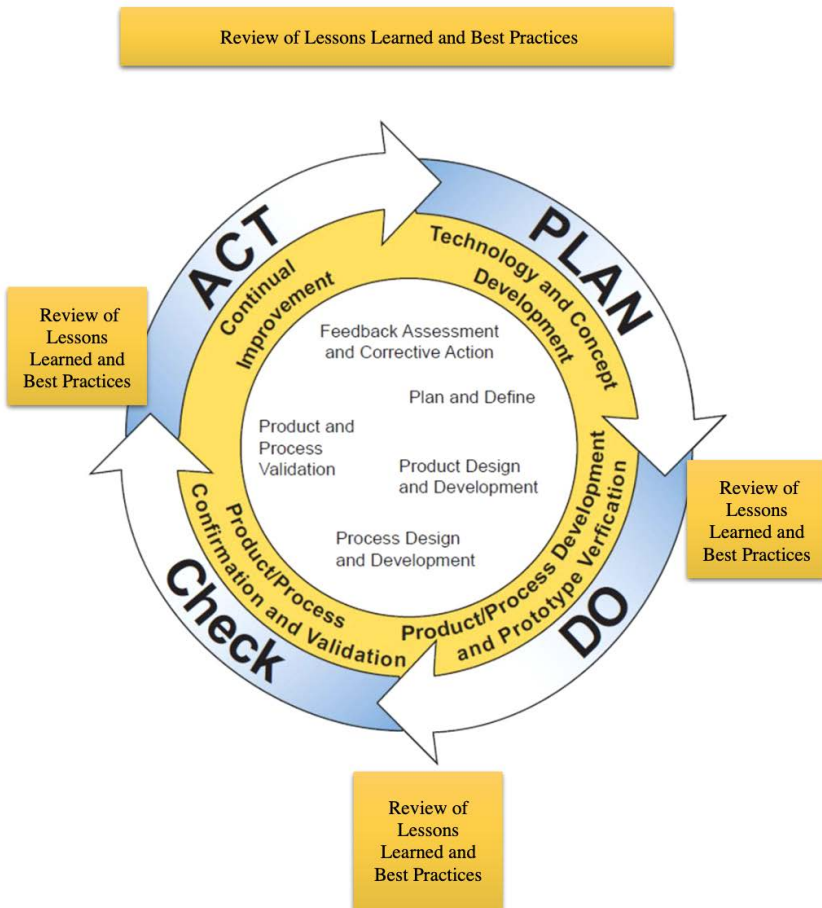 Review of Lessons Learned and Best Practices
ACT
PLAN
Continual
Improvement
Technology and Concept
Development
Review of
Lessons
Learned and
Best Practices
Feedback Assessment
and Corrective Action
Plan and Define
Product and
Process
Validation
Product Design
and Development
Process Design
and Development
Review of
Lessons
Learned and
Best Practices
Check
Product/Process
Confirmation and Validation
Product/Process Development
and Prototype Verfication
DO
Review of
Lessons
Learned and
Best Practices